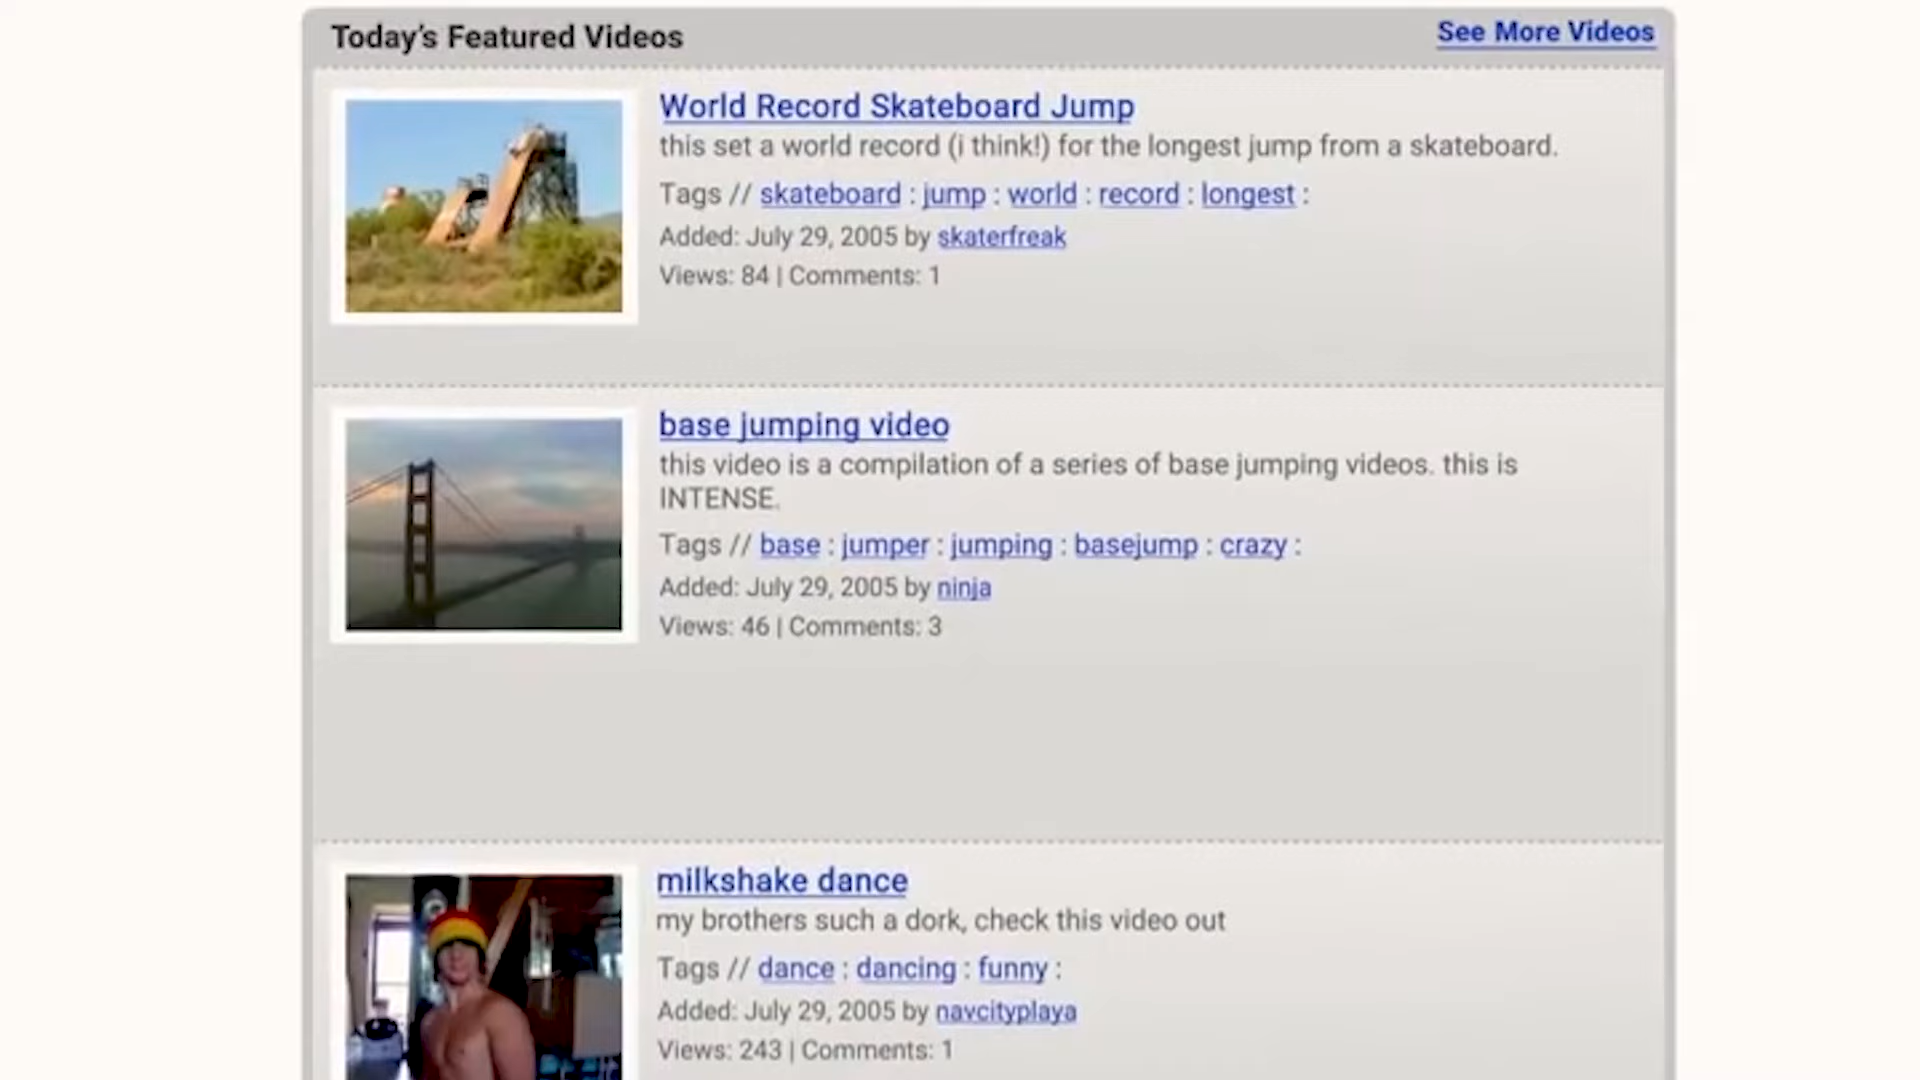 Today's Featured Videos
See More Videos
World Record Skateboard Jump
this set a world record (i think!) for the longest jump from a skateboard.
Tags // skateboard : jump : world : record : longest :
Added: July 29, 2005 by skaterfreak
Views: 84 | Comments: 1
base jumping video
this video is a compilation of a series of base jumping videos. this is
INTENSE.
Tags // base : jumper : jumping : basejump : crazy :
Added: July 29, 2005 by ninja
Views: 46 | Comments: 3
milkshake dance
my brothers such a dork, check this video out
Tags // dance : dancing : funny :
Added: July 29, 2005 by navcityplaya
Views: 243 | Comments: 1